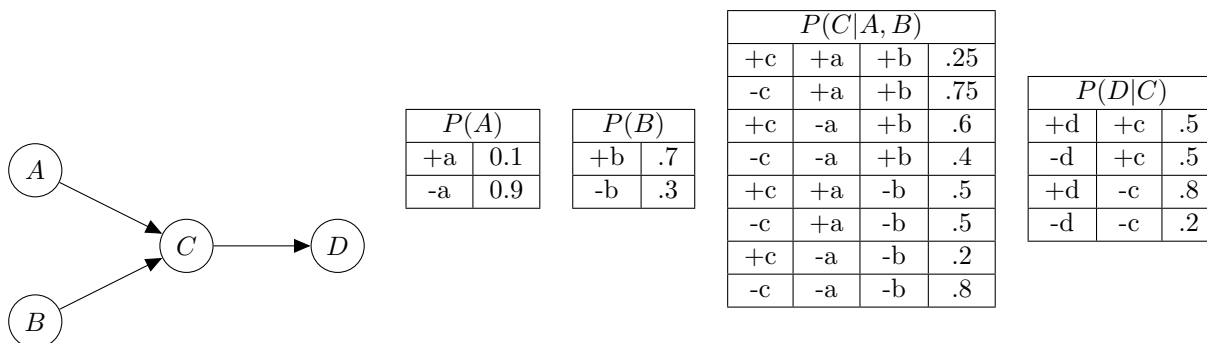 A
B
C
D
P(A)
+a 0.1
-a 0.9
P(B)
+b .7
-b .3
P(C|A, B)
+c +a +b .25
-c +a +b .75
+c -a +b .6
-c -a +b .4
+c +a -b .5
-c +a -b .5
+c -a -b .2
-c -a -b .8
P(D|C)
+d +c .5
-d +c .5
+d -c .8
-d -c .2